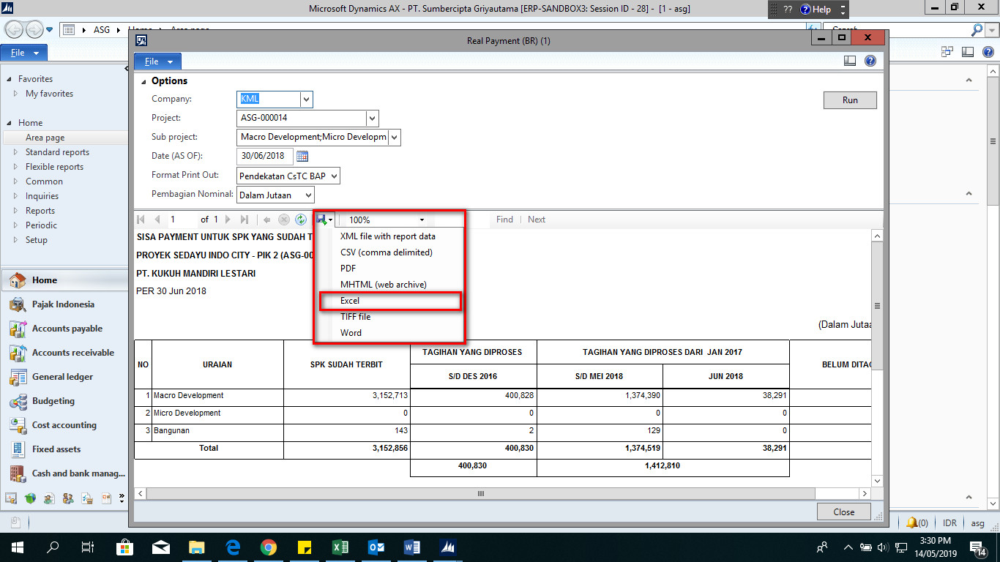 Microsoft Dynamics AX - PT. Sumbercipta Griyautama [ERP-SANDBOX3: Session ID - 28] - [1 - asg]
?? Help
ASG Home Area page
Real Payment (BR) (1)
File
File
Favorites
My favorites
Home
Area page
Standard reports
Flexible reports
Common
Inquiries
Reports
Periodic
Setup
Home
Pajak Indonesia
Accounts payable
Accounts receivable
General ledger
Budgeting
Cost accounting
Fixed assets
Cash and bank manag...
Options
Company: KML
Run
Project: ASG-000014
Sub project: Macro Development;Micro Developm
Date (AS OF): 30/06/2018
Format Print Out: Pendekatan CsTC BAP
Pembagian Nominal: Dalam Jutaan
1 of 1 100% Find | Next
XML file with report data
CSV (comma delimited)
PDF
MHTML (web archive)
Excel
TIFF file
Word
SISA PAYMENT UNTUK SPK YANG SUDAH T
PROYEK SEDAYU INDO CITY - PIK 2 (ASG-00
PT. KUKUH MANDIRI LESTARI
PER 30 Jun 2018
(Dalam Jutaa
NO URAIAN SPK SUDAH TERBIT TAGIHAN YANG DIPROSES TAGIHAN YANG DIPROSES DARI JAN 2017 BELUM DITAG
S/D DES 2016 S/D MEI 2018 JUN 2018
1 Macro Development 3,152,713 400,828 1,374,390 38,291
2 Micro Development 0 0 0 0
3 Bangunan 143 2 129 0
Total 3,152,856 400,830 1,374,519 38,291
400,830 1,412,810
Close
(0) IDR asg
3:30 PM
14/05/2019
14